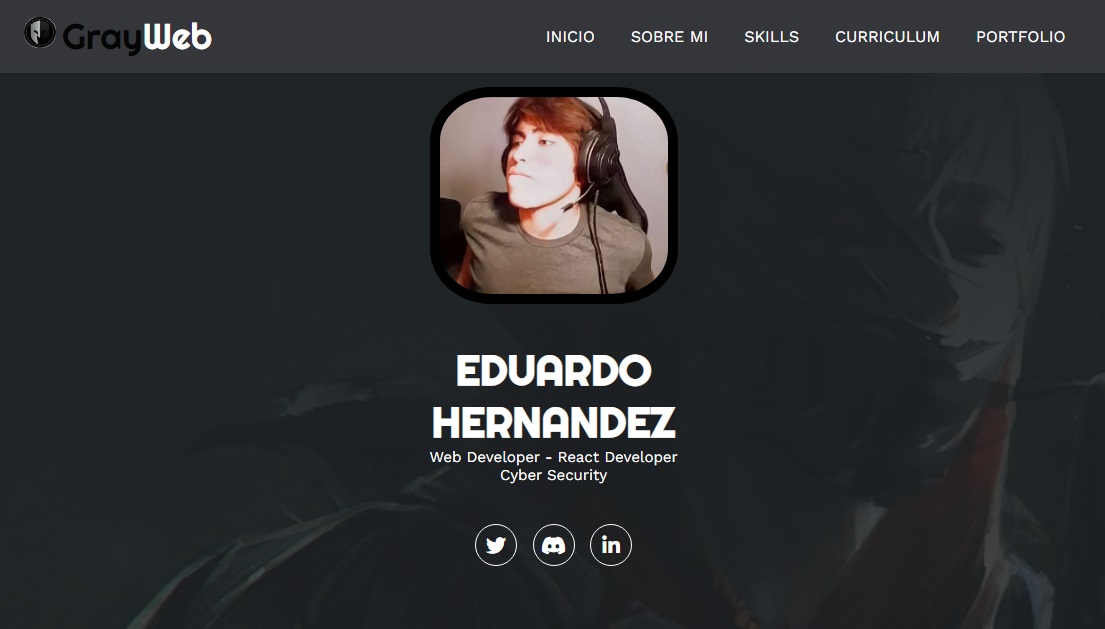 GrayWeb
INICIO SOBRE MI SKILLS CURRICULUM PORTFOLIO
EDUARDO
HERNANDEZ
Web Developer - React Developer
Cyber Security
in